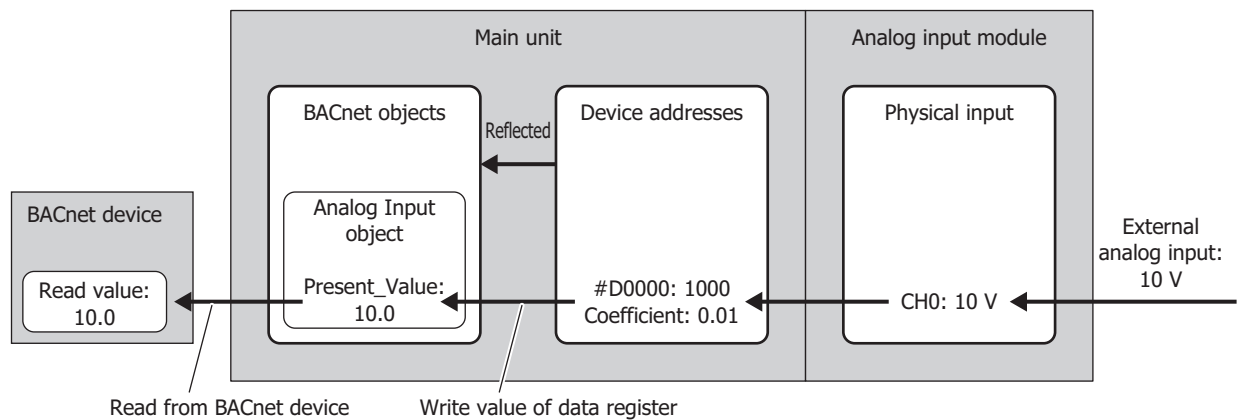 Main unit
Analog input module
BACnet objects
Reflected
Device addresses
Physical input
BACnet device
Analog Input
object
External
analog input:
10 V
Read value:
10.0
Present_Value:
10.0
#D0000: 1000
Coefficient: 0.01
CH0: 10 V
Read from BACnet device
Write value of data register